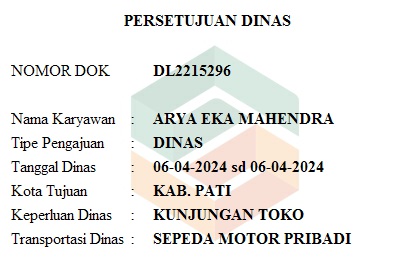 PERSETUJUAN DINAS
NOMOR DOK DL2215296
Nama Karyawan : ARYA EKA MAHENDRA
Tipe Pengajuan : DINAS
Tanggal Dinas : 06-04-2024 sd 06-04-2024
Kota Tujuan : KAB. PATI
Keperluan Dinas : KUNJUNGAN TOKO
Transportasi Dinas : SEPEDA MOTOR PRIBADI